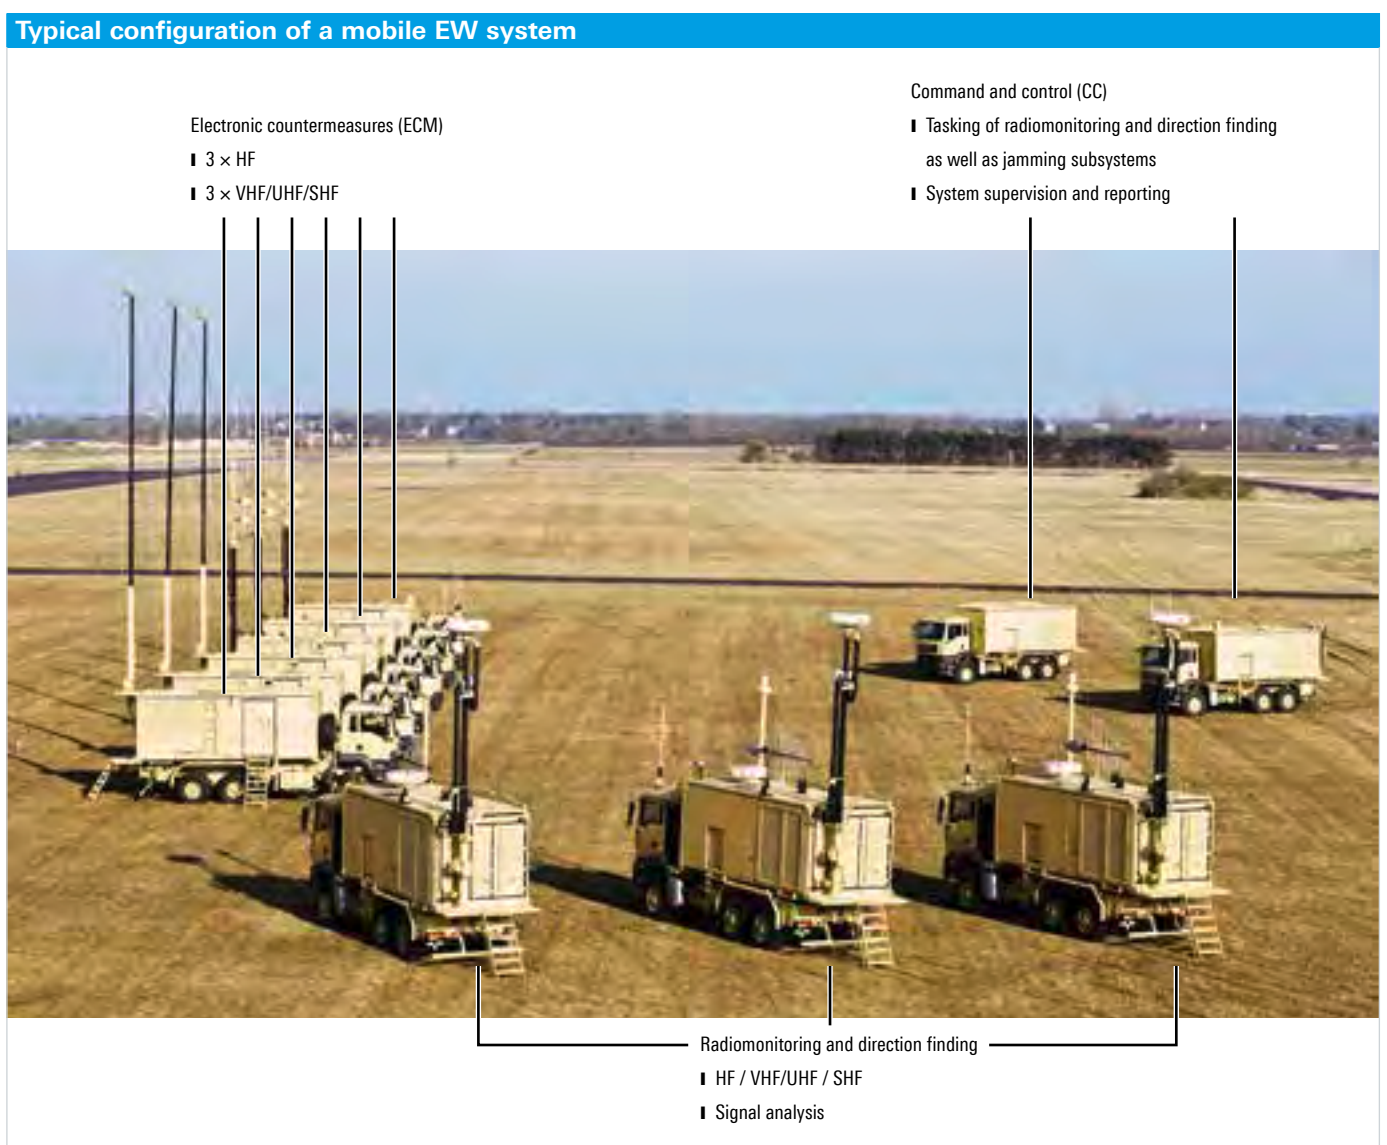 Typical configuration of a mobile EW system
Electronic countermeasures (ECM)
❙ 3 × HF
❙ 3 × VHF/UHF/SHF
Command and control (CC)
❙ Tasking of radiomonitoring and direction finding
as well as jamming subsystems
❙ System supervision and reporting
Radiomonitoring and direction finding
❙ HF / VHF/UHF / SHF
❙ Signal analysis